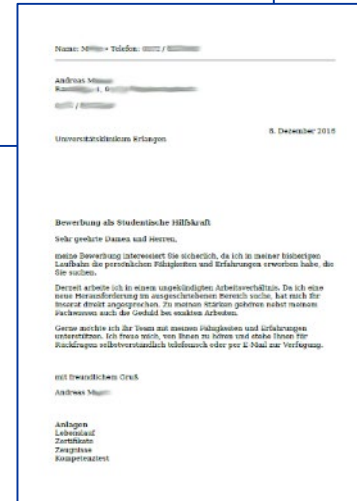 Name: M • Telefon: /
Andreas M
1,
/
8. Dezember 2016
Universitätsklinikum Erlangen
Bewerbung als Studentische Hilfskraft
Sehr geehrte Damen und Herren,
meine Bewerbung interessiert Sie sicherlich, da ich in meiner bisherigen
Laufbahn die persönlichen Fähigkeiten und Erfahrungen erworben habe, die
Sie suchen.
Derzeit arbeite ich in einem ungekündigten Arbeitsverhältnis. Da ich eine
neue Herausforderung im ausgeschriebenen Bereich suche, hat mich Ihr
Inserat direkt angesprochen. Zu meinen Stärken gehören nebst meinem
Fachwissen auch die Geduld bei exakten Arbeiten.
Gerne möchte ich Ihr Team mit meinen Fähigkeiten und Erfahrungen
unterstützen. Ich freue mich, von Ihnen zu hören und stehe Ihnen für
Rückfragen selbstverständlich telefonisch oder per E-Mail zur Verfügung.
mit freundlichem Gruß
Andreas M
Anlagen
Lebenslauf
Zertifikate
Zeugnisse
Kompetenztest